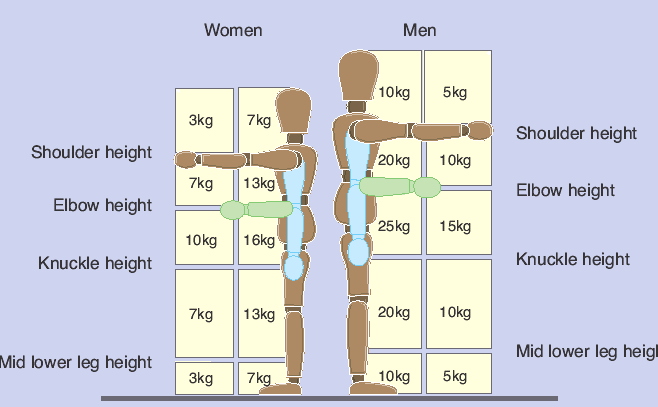 Women Men
3kg 7kg 10kg 5kg
Shoulder height Shoulder height
7kg 13kg 20kg 10kg
Elbow height Elbow height
10kg 16kg 25kg 15kg
Knuckle height Knuckle height
7kg 13kg 20kg 10kg
Mid lower leg height Mid lower leg heigh
3kg 7kg 10kg 5kg